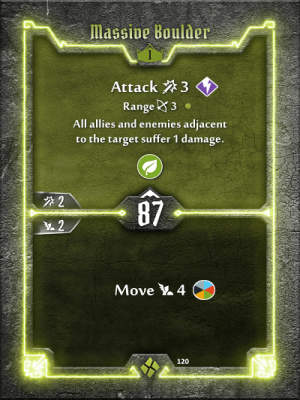 Massive Boulder
1
Attack 3
Range 3
All allies and enemies adjacent
to the target suffer 1 damage.
2
87
2
Move 4
120